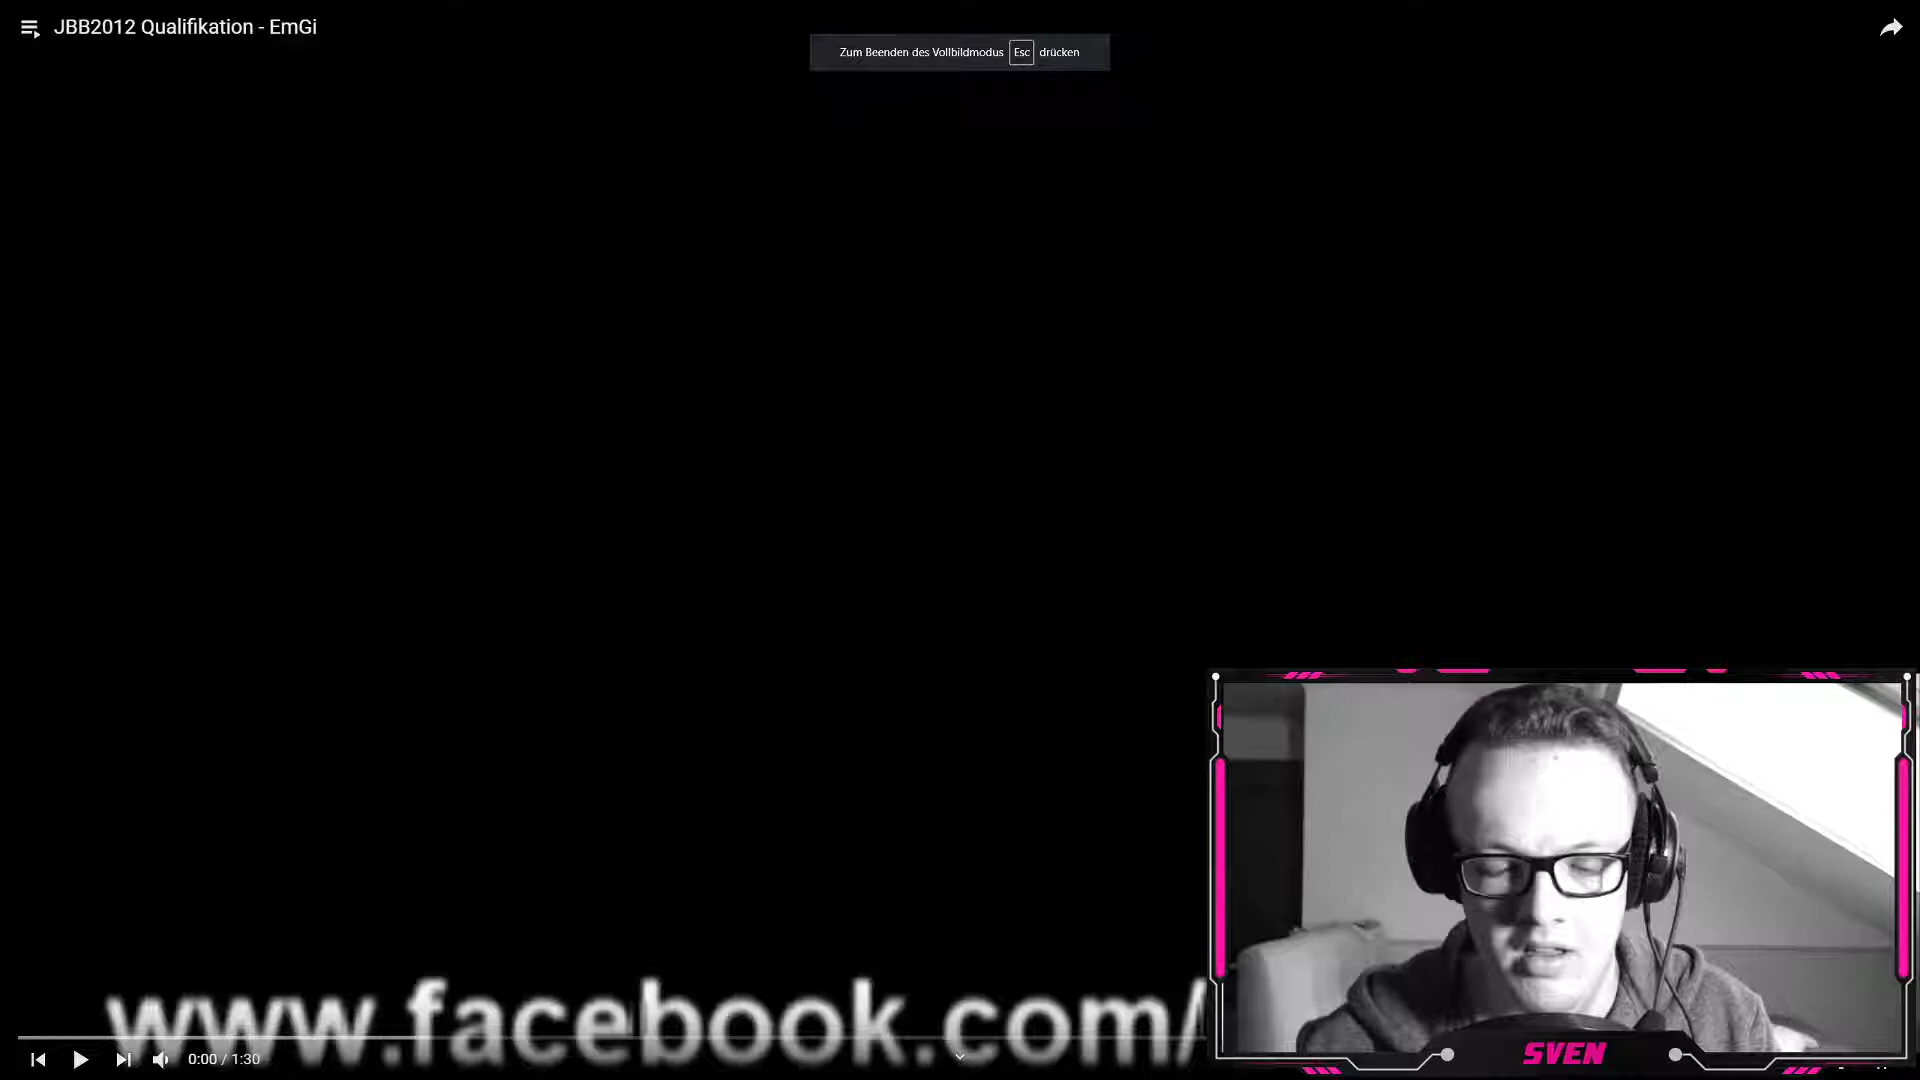 JBB2012 Qualifikation - EmGi
Zum Beenden des Vollbildmodus Esc drücken
www.facebook.com/
0:00 / 1:30
SVEN